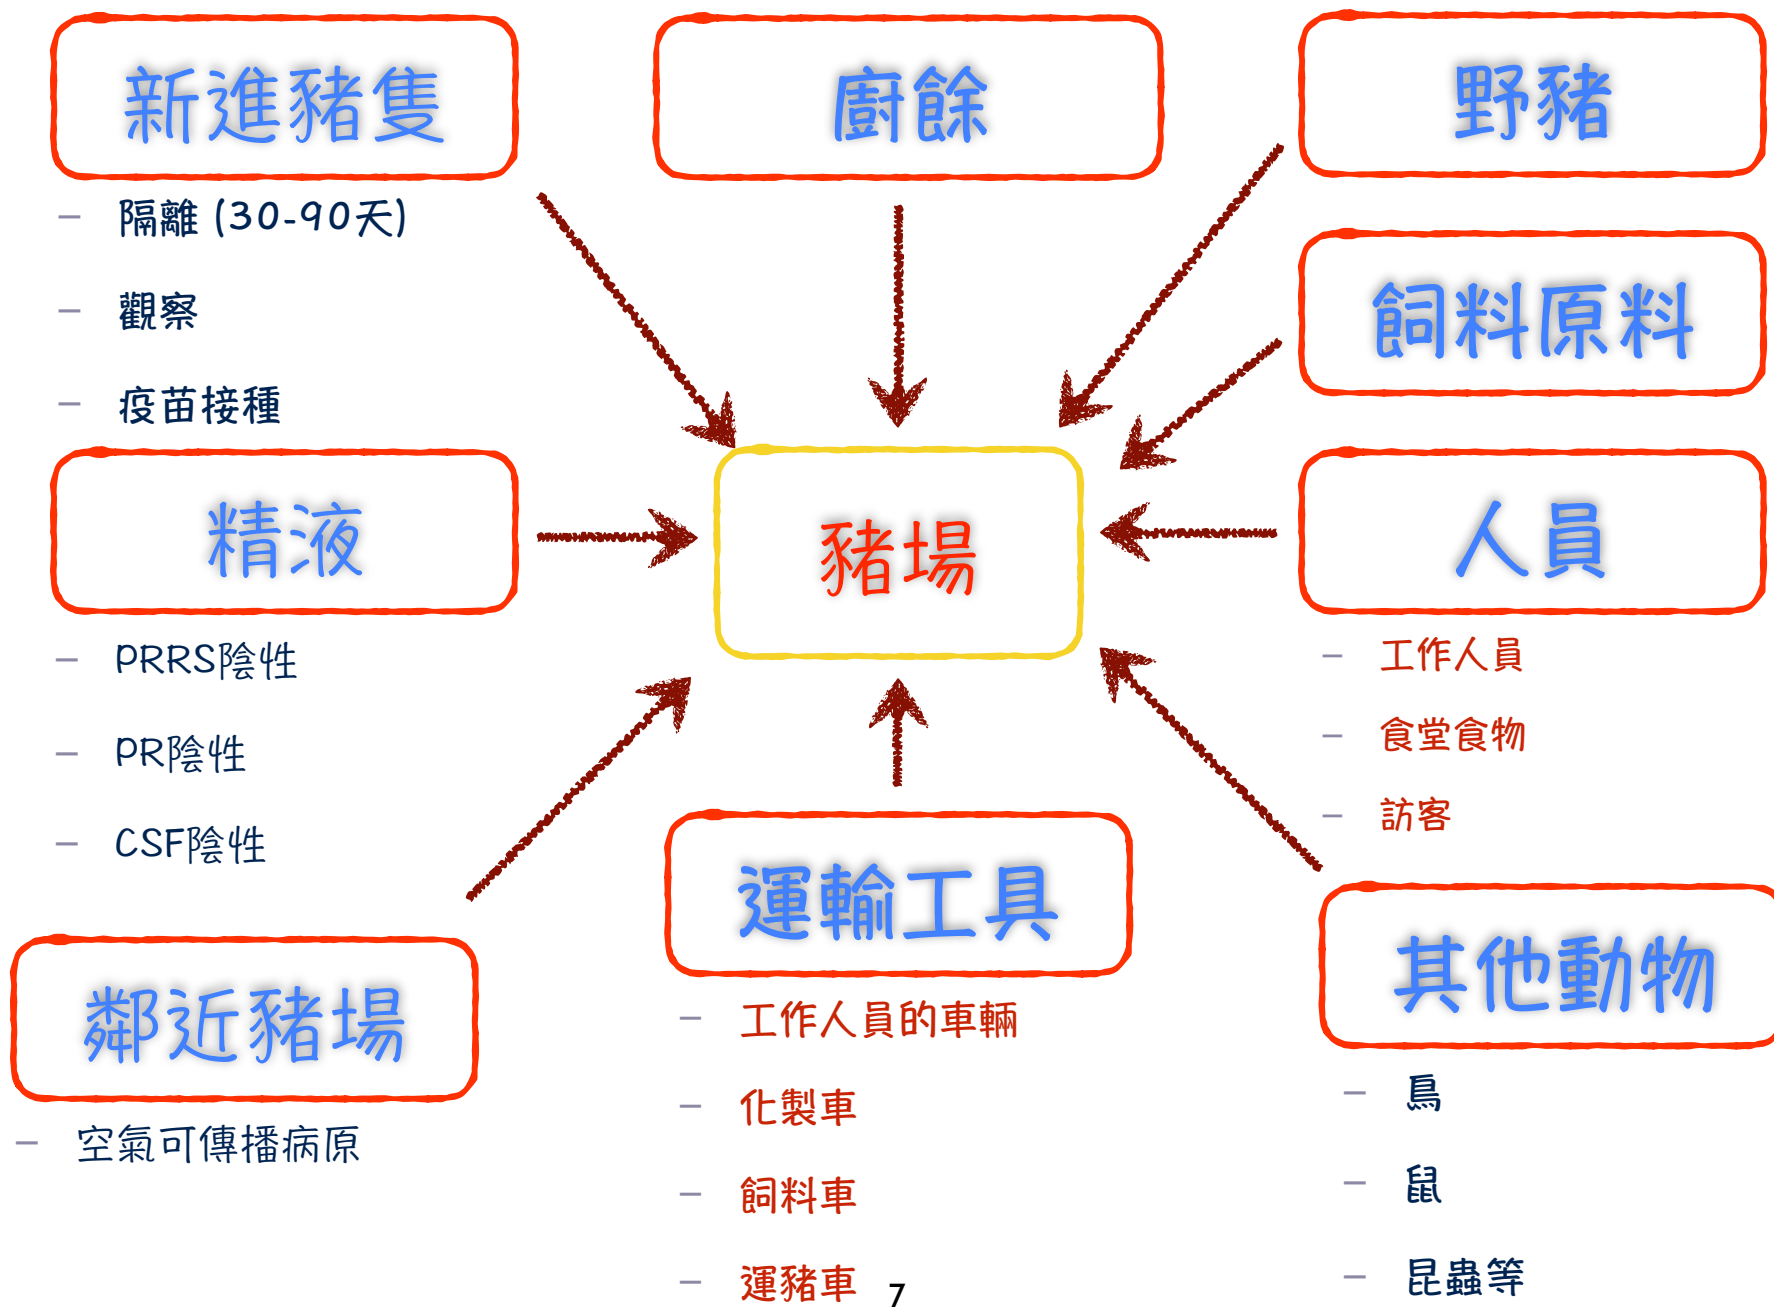 新進豬隻
– 隔離 (30-90天)
– 觀察
– 疫苗接種
廚餘
野豬
飼料原料
精液
– PRRS陰性
– PR陰性
– CSF陰性
豬場
人員
– 工作人員
– 食堂食物
– 訪客
鄰近豬場
– 空氣可傳播病原
運輸工具
– 工作人員的車輛
– 化製車
– 飼料車
– 運豬車
其他動物
– 鳥
– 鼠
– 昆蟲等
7